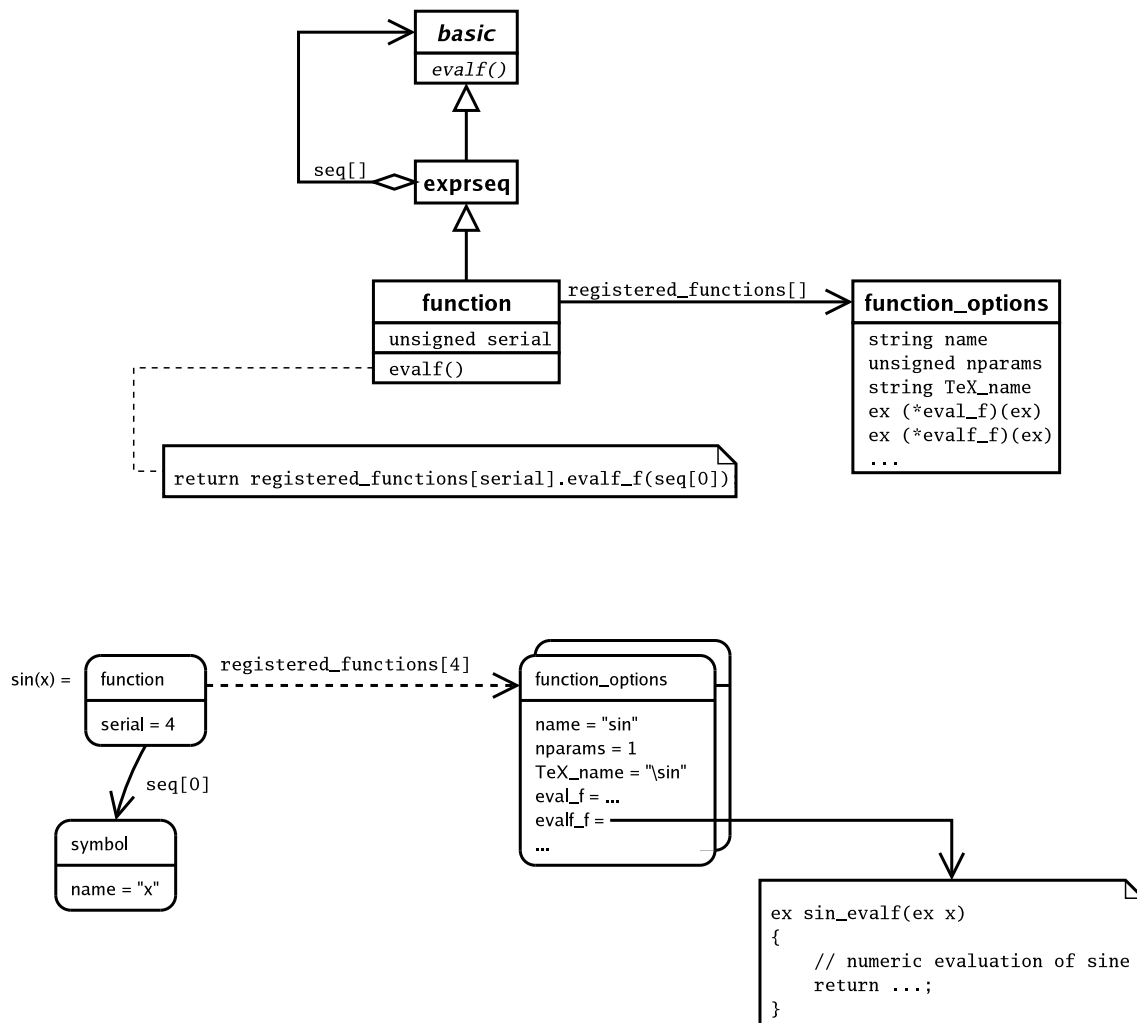 basic
evalf()
seq[]
exprseq
function
unsigned serial
evalf()
registered_functions[]
function_options
string name
unsigned nparams
string TeX_name
ex (*eval_f)(ex)
ex (*evalf_f)(ex)
...
return registered_functions[serial].evalf_f(seq[0])
sin(x) =
function
serial = 4
registered_functions[4]
seq[0]
symbol
name = "x"
function_options
name = "sin"
nparams = 1
TeX_name = "\sin"
eval_f = ...
evalf_f =
...
ex sin_evalf(ex x)
{
// numeric evaluation of sine
return ...;
}